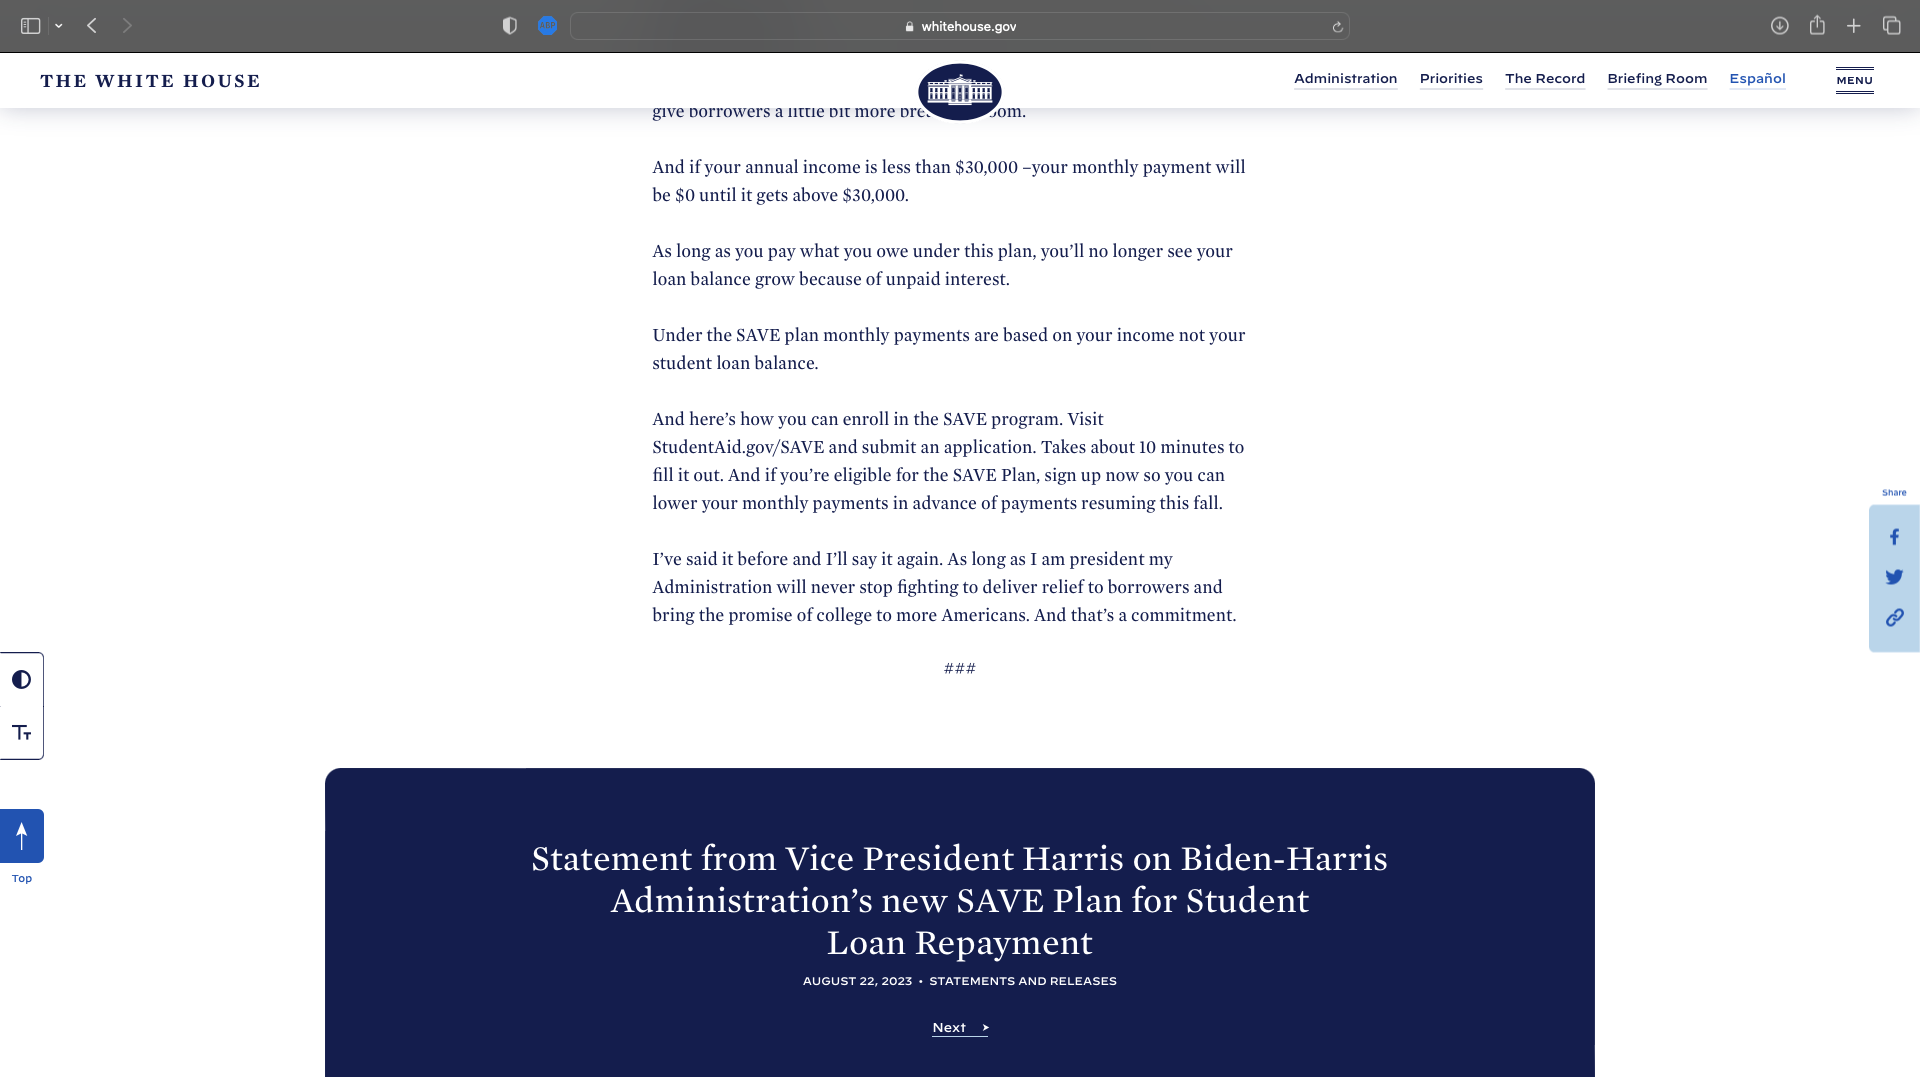 whitehouse.gov
THE WHITE HOUSE
Administration
Priorities
The Record
Briefing Room
Español
MENU
give borrowers a little bit more
And if your annual income is less than $30,000 –your monthly payment will
be $0 until it gets above $30,000.
As long as you pay what you owe under this plan, you’ll no longer see your
loan balance grow because of unpaid interest.
Under the SAVE plan monthly payments are based on your income not your
student loan balance.
And here’s how you can enroll in the SAVE program. Visit
StudentAid.gov/SAVE and submit an application. Takes about 10 minutes to
fill it out. And if you’re eligible for the SAVE Plan, sign up now so you can
lower your monthly payments in advance of payments resuming this fall.
I’ve said it before and I’ll say it again. As long as I am president my
Administration will never stop fighting to deliver relief to borrowers and
bring the promise of college to more Americans. And that’s a commitment.
###
Share
Top
Statement from Vice President Harris on Biden-Harris
Administration’s new SAVE Plan for Student
Loan Repayment
AUGUST 22, 2023 • STATEMENTS AND RELEASES
Next